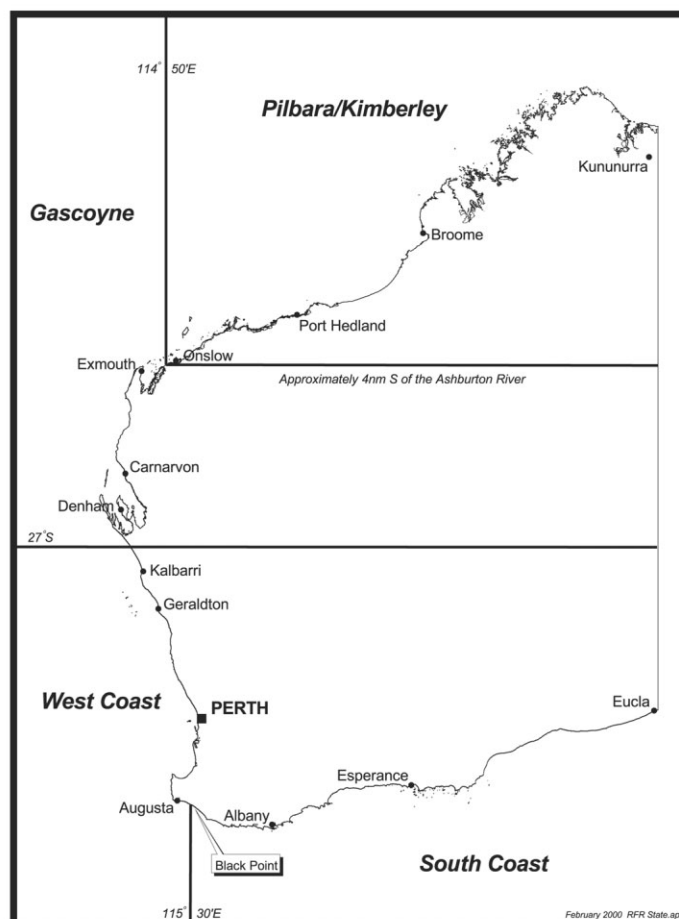 114° 50'E
Pilbara/Kimberley
Kununurra
Gascoyne
Broome
Port Hedland
Onslow
Exmouth
Approximately 4nm S of the Ashburton River
Carnarvon
Denham
27°S
Kalbarri
Geraldton
West Coast
PERTH
Eucla
Esperance
Augusta
Albany
Black Point
South Coast
115° 30'E
February 2000 RFR State.ap